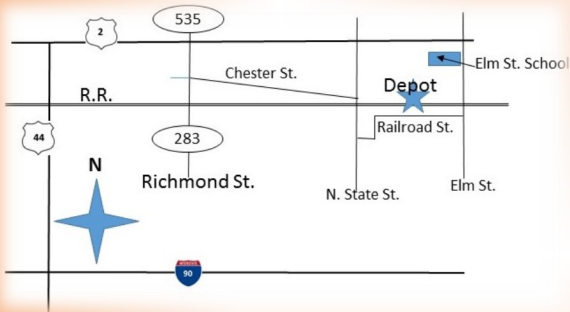 535
2
Elm St. School
Chester St.
Depot
R.R.
Railroad St.
44
283
N
Richmond St.
N. State St.
Elm St.
90